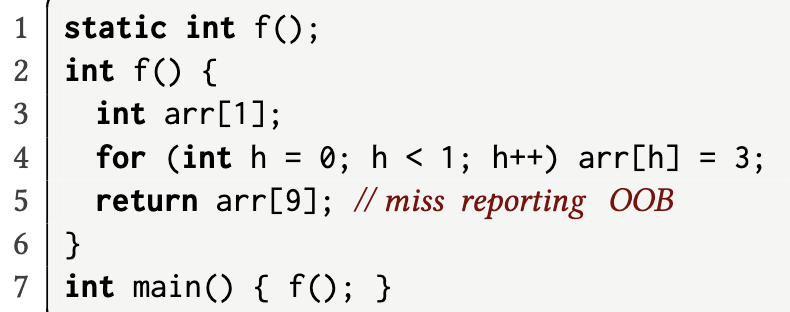 1 static int f();
2 int f() {
3 int arr[1];
4 for (int h = 0; h < 1; h++) arr[h] = 3;
5 return arr[9]; // miss reporting OOB
6 }
7 int main() { f(); }